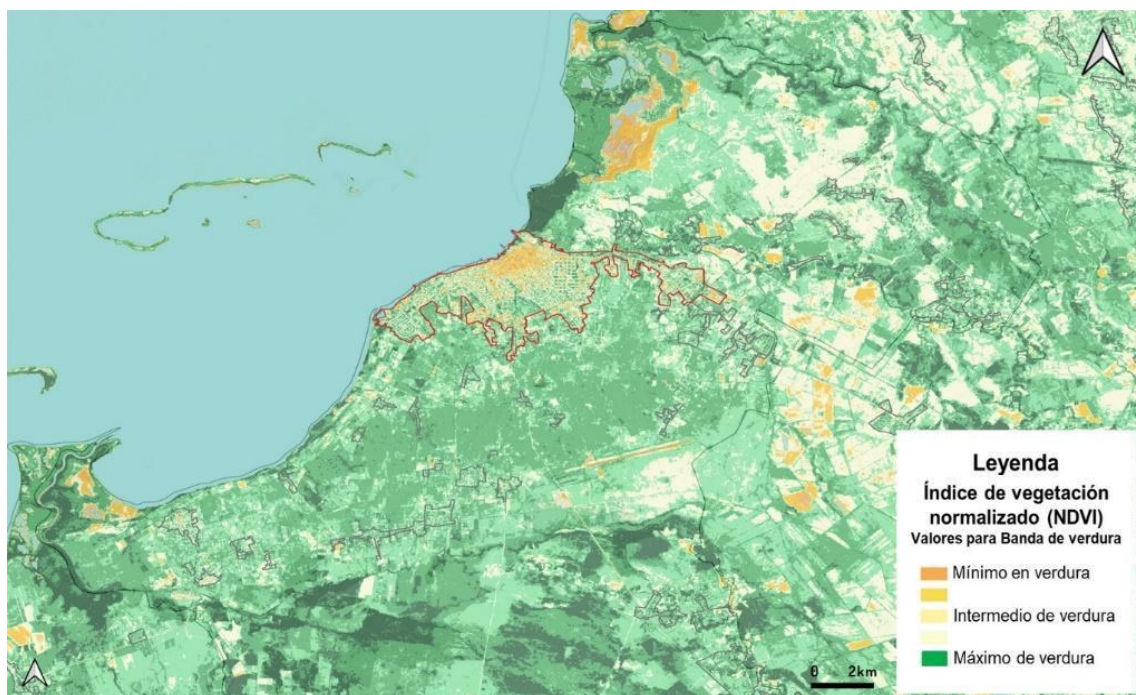 Leyenda
Índice de vegetación
normalizado (NDVI)
Valores para Banda de verdura
Mínimo en verdura
Intermedio de verdura
Máximo de verdura
0 2km